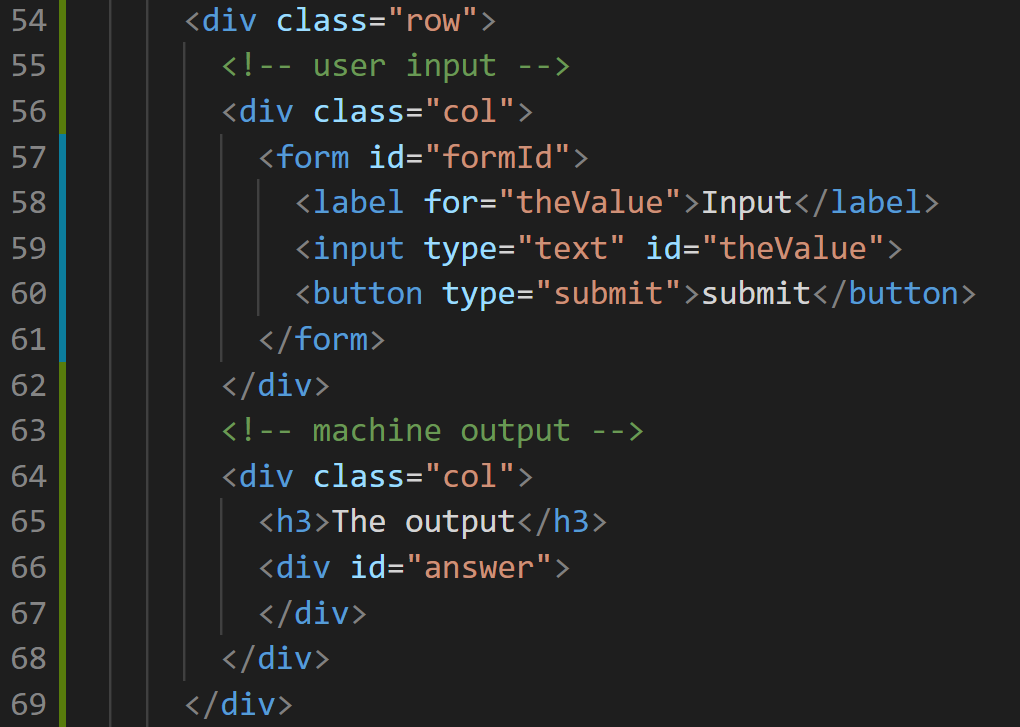 54 <div class="row">
55 <!-- user input -->
56 <div class="col">
57 <form id="formId">
58 <label for="theValue">Input</label>
59 <input type="text" id="theValue">
60 <button type="submit">submit</button>
61 </form>
62 </div>
63 <!-- machine output -->
64 <div class="col">
65 <h3>The output</h3>
66 <div id="answer">
67 </div>
68 </div>
69 </div>